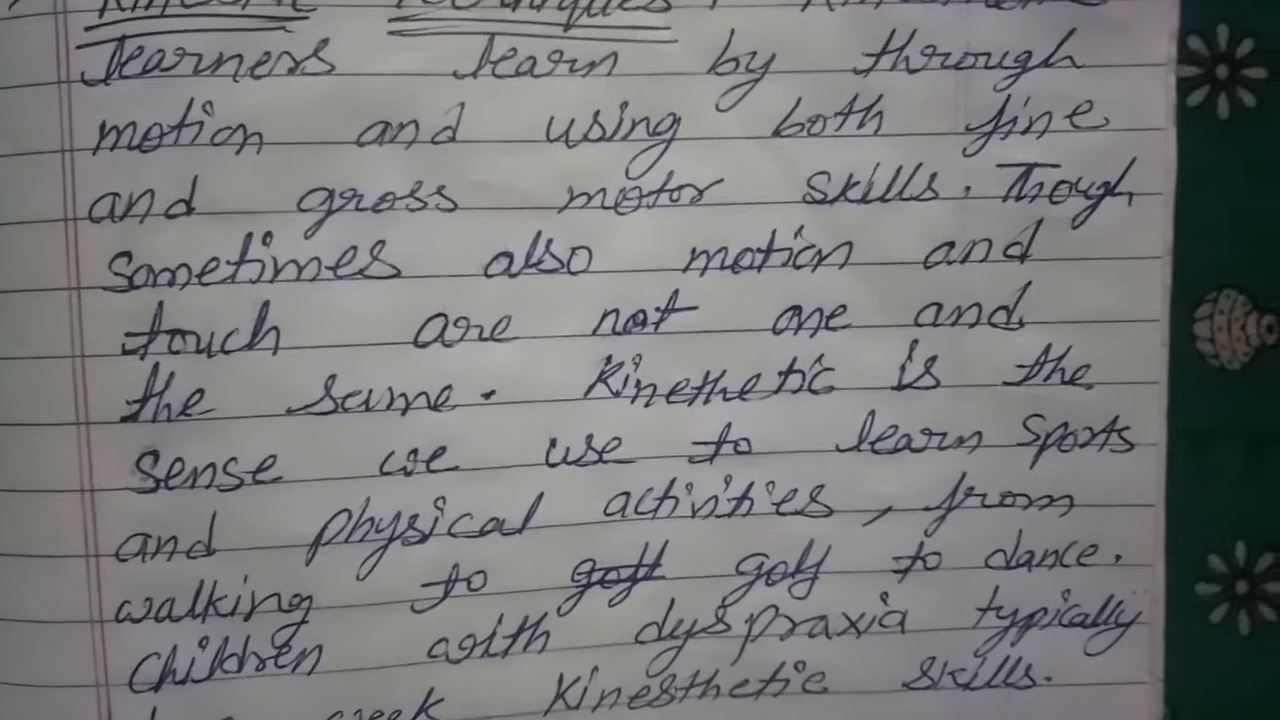 Techniques
learners learn by through
motion and using both fine
and gross motor skills. Though
sometimes also motion and
touch are not one and
the same. Kinethetic is the
sense we use to learn sports
and physical activities, from
walking to golf golf to dance.
Children with dyspraxia typically
weak Kinesthetic skills.